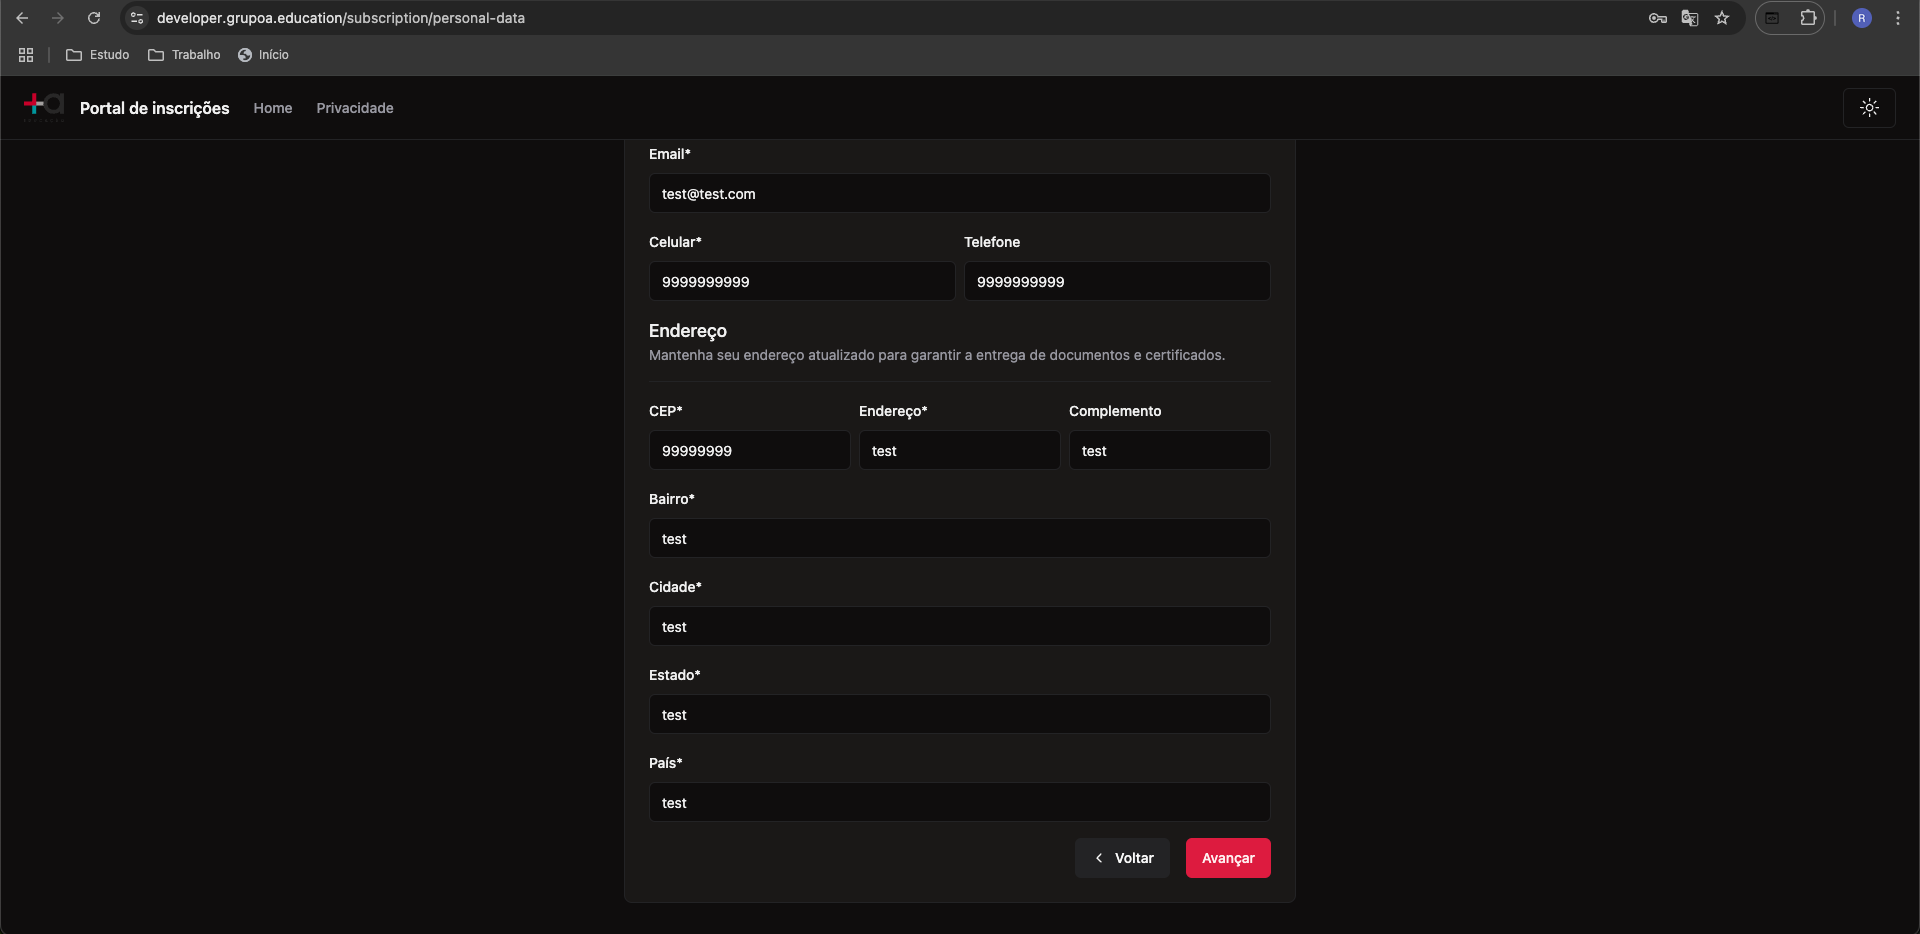 developer.grupoa.education/subscription/personal-data
R
Estudo Trabalho Início
+a Portal de inscrições Home Privacidade
Email*
test@test.com
Celular* Telefone
9999999999 9999999999
Endereço
Mantenha seu endereço atualizado para garantir a entrega de documentos e certificados.
CEP* Endereço* Complemento
99999999 test test
Bairro*
test
Cidade*
test
Estado*
test
País*
test
Voltar Avançar